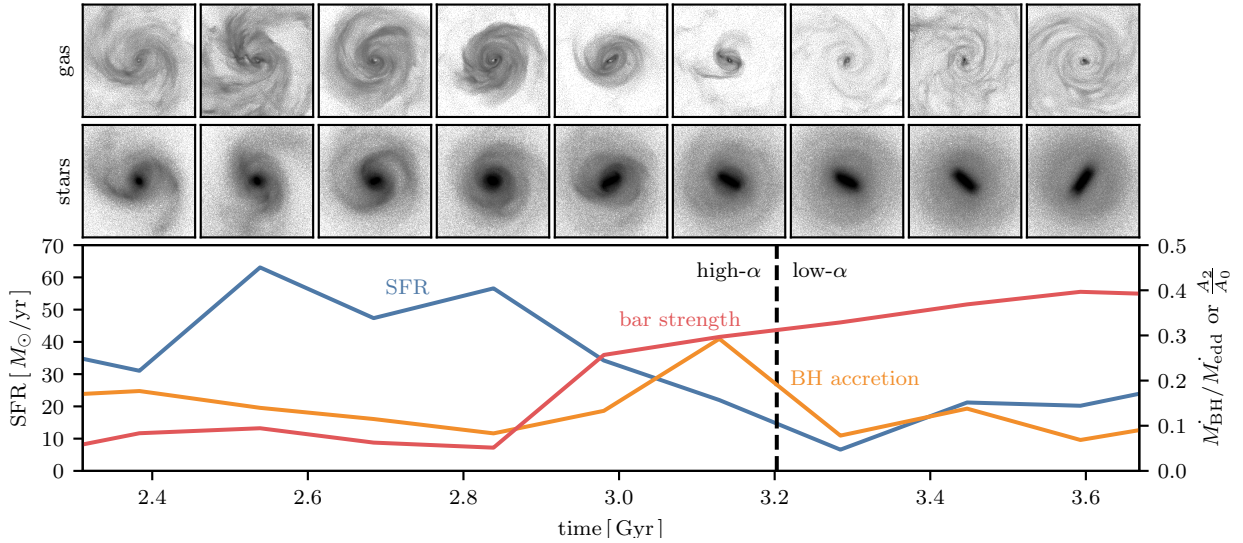 gas
stars
70
60
50
40
30
20
10
0
SFR [ M⊙/yr]
SFR
bar strength
BH accretion
high-α
low-α
0.5
0.4
0.3
0.2
0.1
0.0
Ṁ_BH/Ṁ_edd or A₂/A₀
2.4 2.6 2.8 3.0 3.2 3.4 3.6
time [ Gyr]